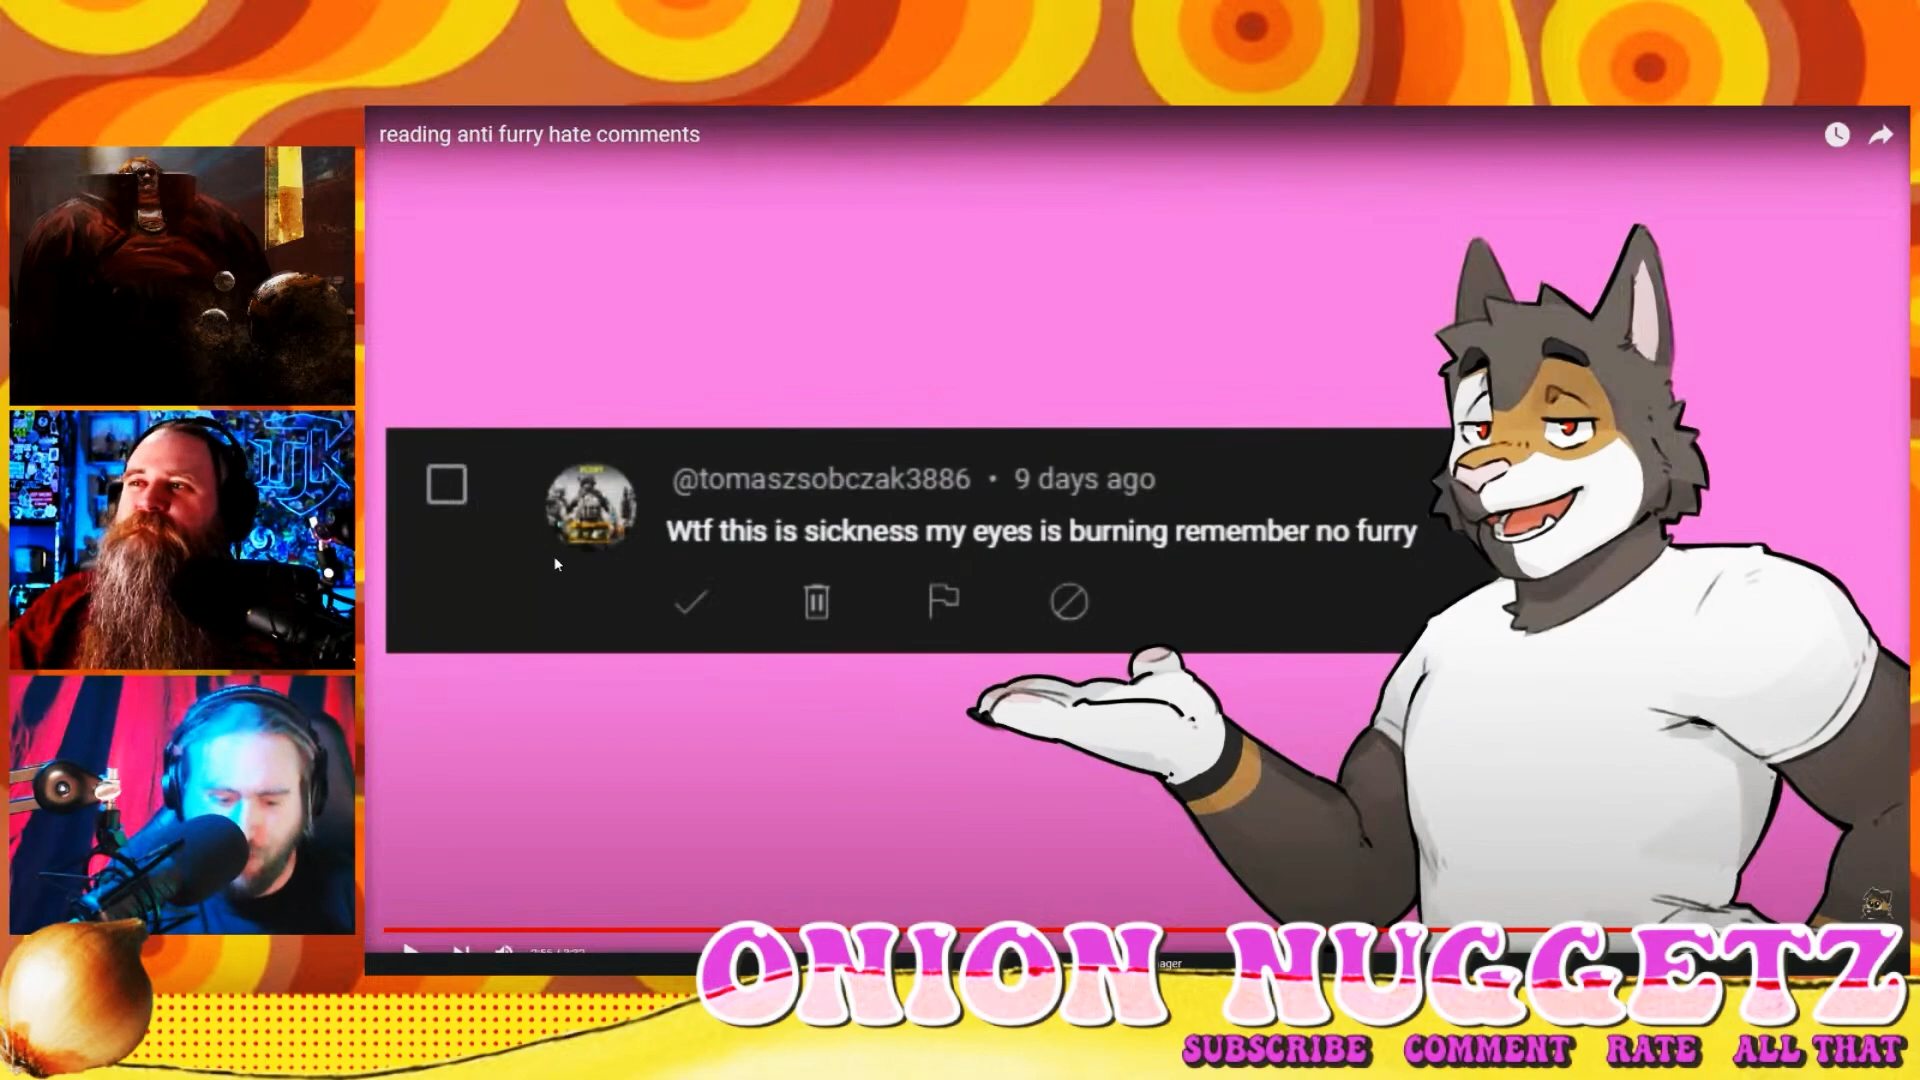 reading anti furry hate comments
@tomaszsobczak3886 • 9 days ago
Wtf this is sickness my eyes is burning remember no furry
ONION NUGGETZ
SUBSCRIBE COMMENT RATE ALL THAT